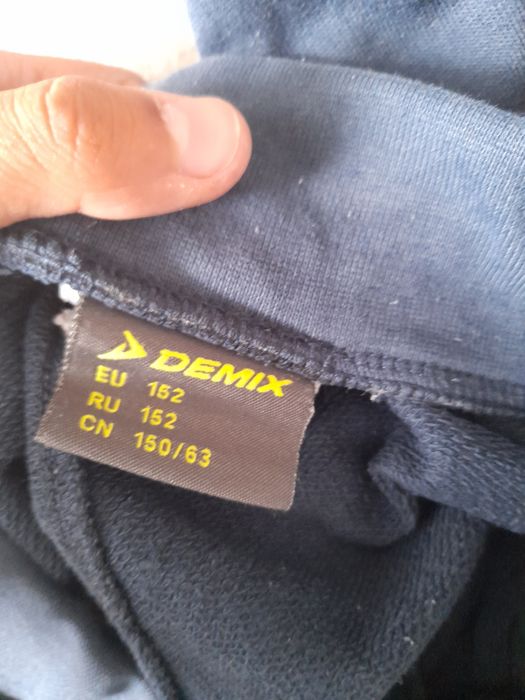 DEMIX
EU 152
RU 152
CN 150/63